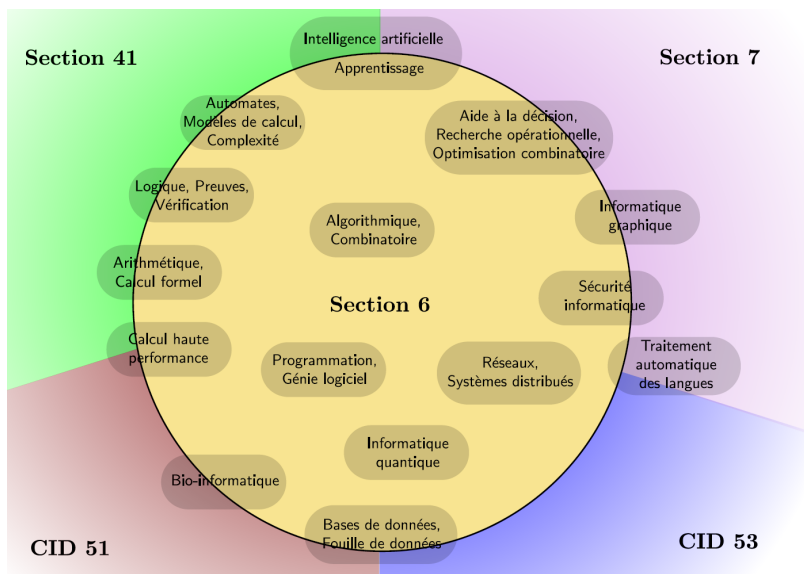 Intelligence artificielle
Apprentissage
Section 41
Section 7
Automates,
Modèles de calcul,
Complexité
Aide à la décision,
Recherche opérationnelle,
Optimisation combinatoire
Logique, Preuves,
Vérification
Algorithmique,
Combinatoire
Informatique
graphique
Arithmétique,
Calcul formel
Section 6
Sécurité
informatique
Calcul haute
performance
Programmation,
Génie logiciel
Réseaux,
Systèmes distribués
Traitement
automatique
des langues
Informatique
quantique
Bio-informatique
Bases de données,
Fouille de données
CID 51
CID 53